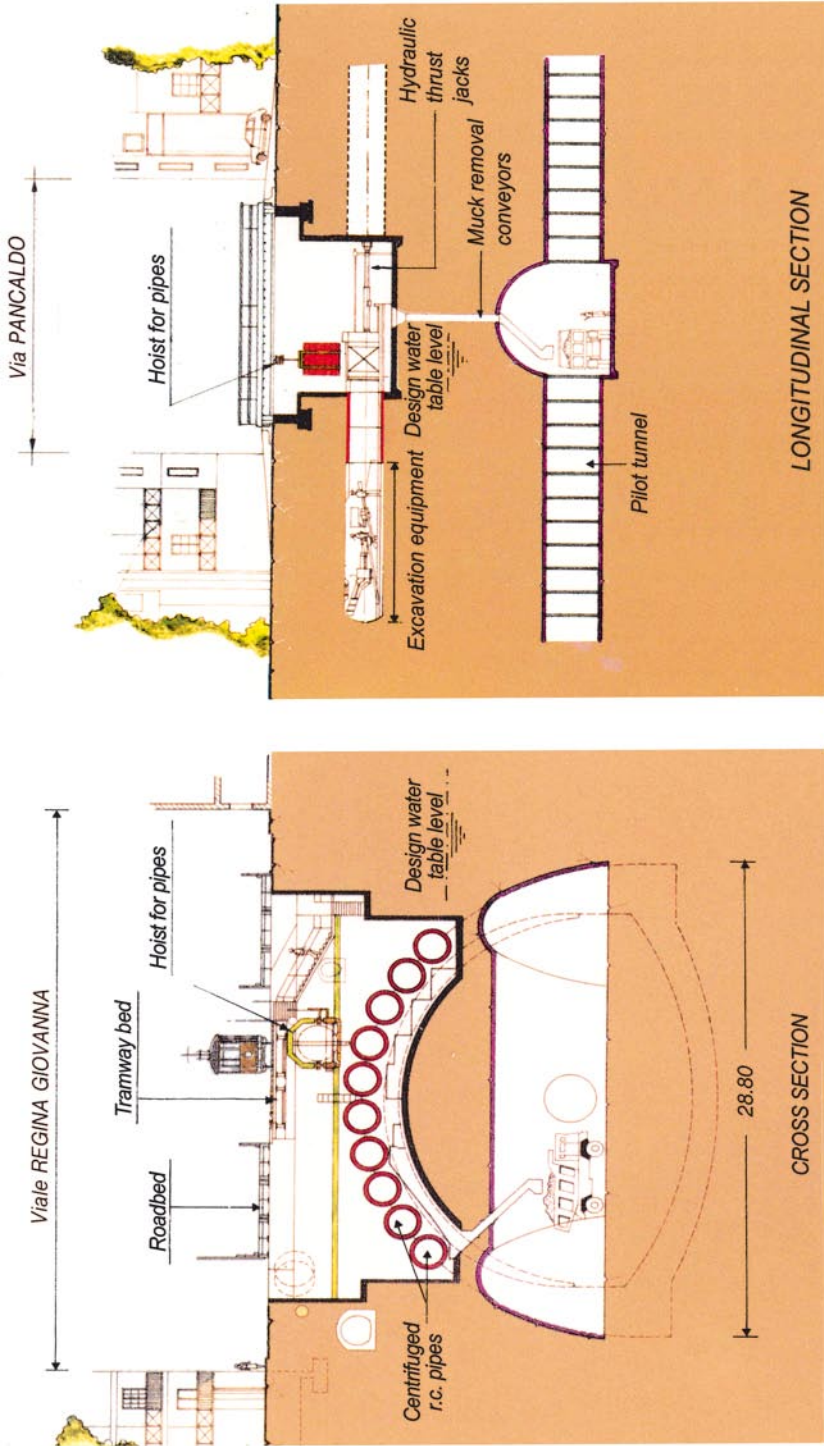 Viale REGINA GIOVANNA
Roadbed
Tramway bed
Hoist for pipes
Centrifuged
r.c. pipes
Design water
table level
28.80
CROSS SECTION
Via PANCALDO
Hoist for pipes
Hydraulic
thrust
jacks
Excavation equipment
Design water
table level
Muck removal
conveyors
Pilot tunnel
LONGITUDINAL SECTION